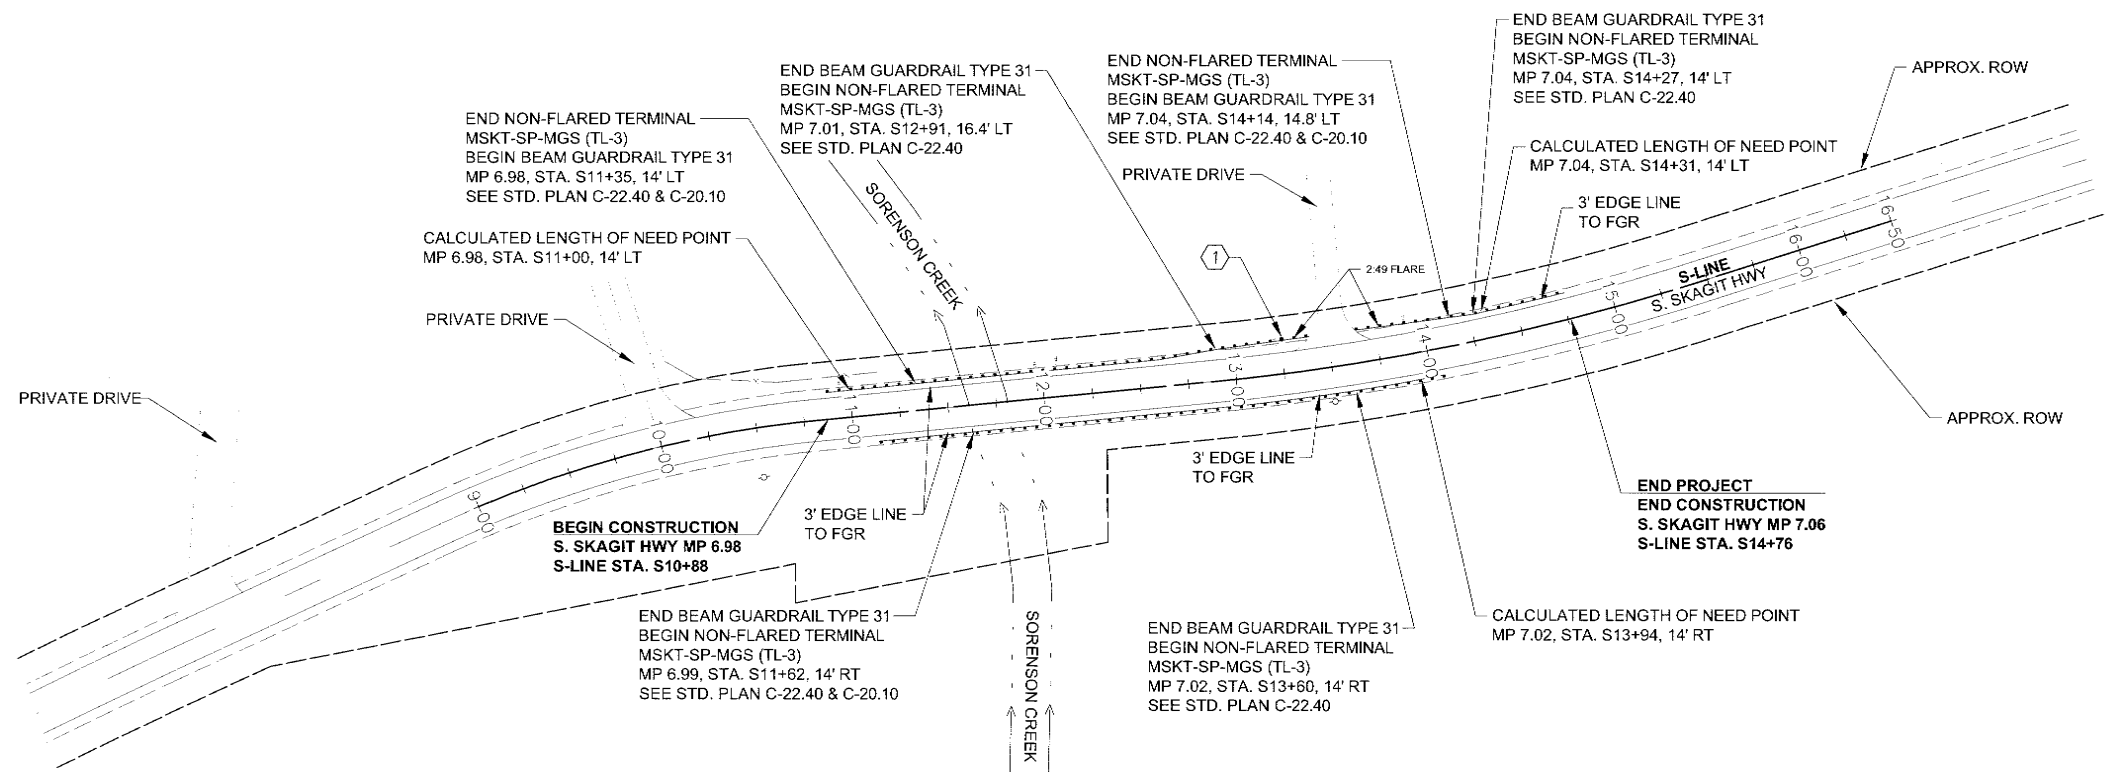 END BEAM GUARDRAIL TYPE 31
BEGIN NON-FLARED TERMINAL
MSKT-SP-MGS (TL-3)
MP 7.04, STA. S14+27, 14' LT
SEE STD. PLAN C-22.40
APPROX. ROW
END NON-FLARED TERMINAL
MSKT-SP-MGS (TL-3)
BEGIN BEAM GUARDRAIL TYPE 31
MP 7.04, STA. S14+14, 14.8' LT
SEE STD. PLAN C-22.40 & C-20.10
END BEAM GUARDRAIL TYPE 31
BEGIN NON-FLARED TERMINAL
MSKT-SP-MGS (TL-3)
MP 7.01, STA. S12+91, 16.4' LT
SEE STD. PLAN C-22.40
END NON-FLARED TERMINAL
MSKT-SP-MGS (TL-3)
BEGIN BEAM GUARDRAIL TYPE 31
MP 6.98, STA. S11+35, 14' LT
SEE STD. PLAN C-22.40 & C-20.10
CALCULATED LENGTH OF NEED POINT
MP 7.04, STA. S14+31, 14' LT
PRIVATE DRIVE
3' EDGE LINE
TO FGR
SORENSON CREEK
CALCULATED LENGTH OF NEED POINT
MP 6.98, STA. S11+00, 14' LT
1
2:49 FLARE
PRIVATE DRIVE
PRIVATE DRIVE
S-LINE
S. SKAGIT HWY
9+00
10+00
11+00
12+00
13+00
14+00
15+00
16+00
16+50
APPROX. ROW
3' EDGE LINE
TO FGR
END PROJECT
END CONSTRUCTION
S. SKAGIT HWY MP 7.06
S-LINE STA. S14+76
BEGIN CONSTRUCTION
S. SKAGIT HWY MP 6.98
S-LINE STA. S10+88
3' EDGE LINE
TO FGR
END BEAM GUARDRAIL TYPE 31
BEGIN NON-FLARED TERMINAL
MSKT-SP-MGS (TL-3)
MP 6.99, STA. S11+62, 14' RT
SEE STD. PLAN C-22.40 & C-20.10
SORENSON CREEK
END BEAM GUARDRAIL TYPE 31
BEGIN NON-FLARED TERMINAL
MSKT-SP-MGS (TL-3)
MP 7.02, STA. S13+60, 14' RT
SEE STD. PLAN C-22.40
CALCULATED LENGTH OF NEED POINT
MP 7.02, STA. S13+94, 14' RT